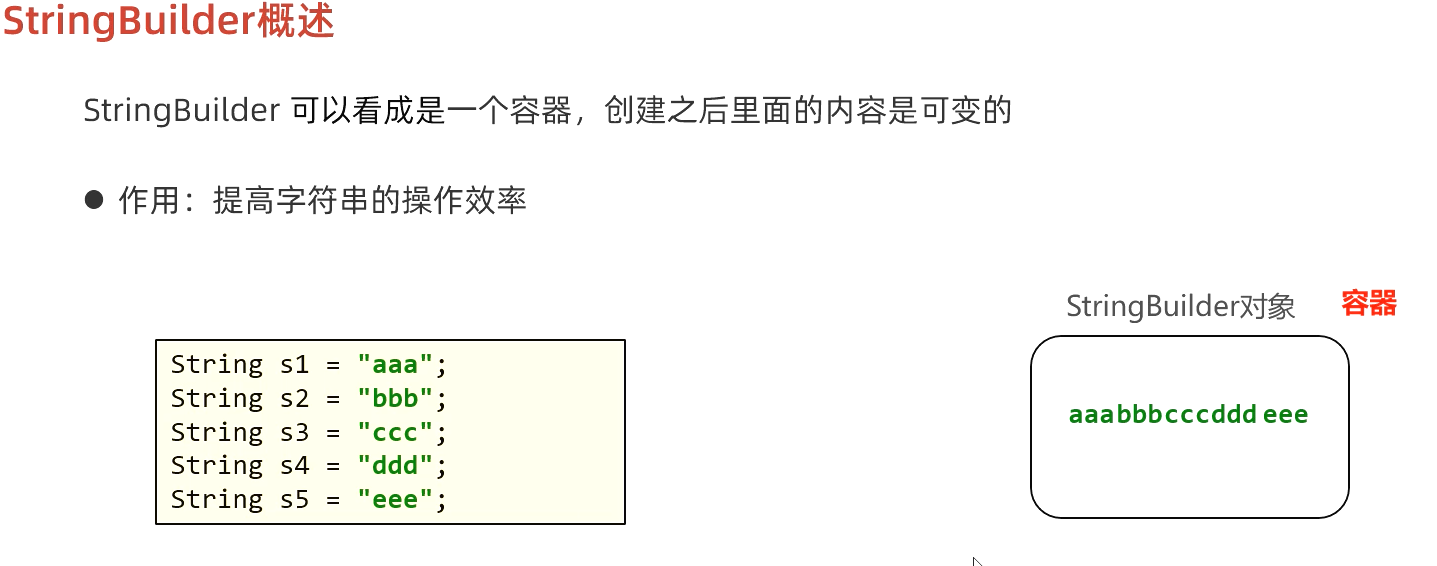 StringBuilder概述
StringBuilder 可以看成是一个容器，创建之后里面的内容是可变的
● 作用：提高字符串的操作效率
StringBuilder对象 容器
String s1 = "aaa";
String s2 = "bbb";
String s3 = "ccc";
String s4 = "ddd";
String s5 = "eee";
aaabbbcccddd eee